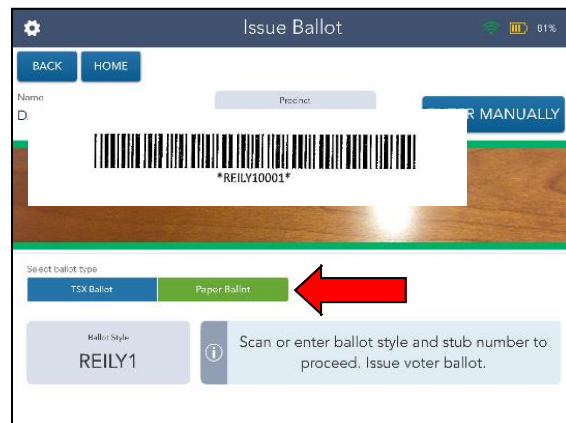 Issue Ballot
81%
BACK HOME
Name
Precinct
D
R MANUALLY
*REILY10001*
Select ballot type
TSX Ballot Paper Ballot
Ballot Style
REILY1
Scan or enter ballot style and stub number to
proceed. Issue voter ballot.